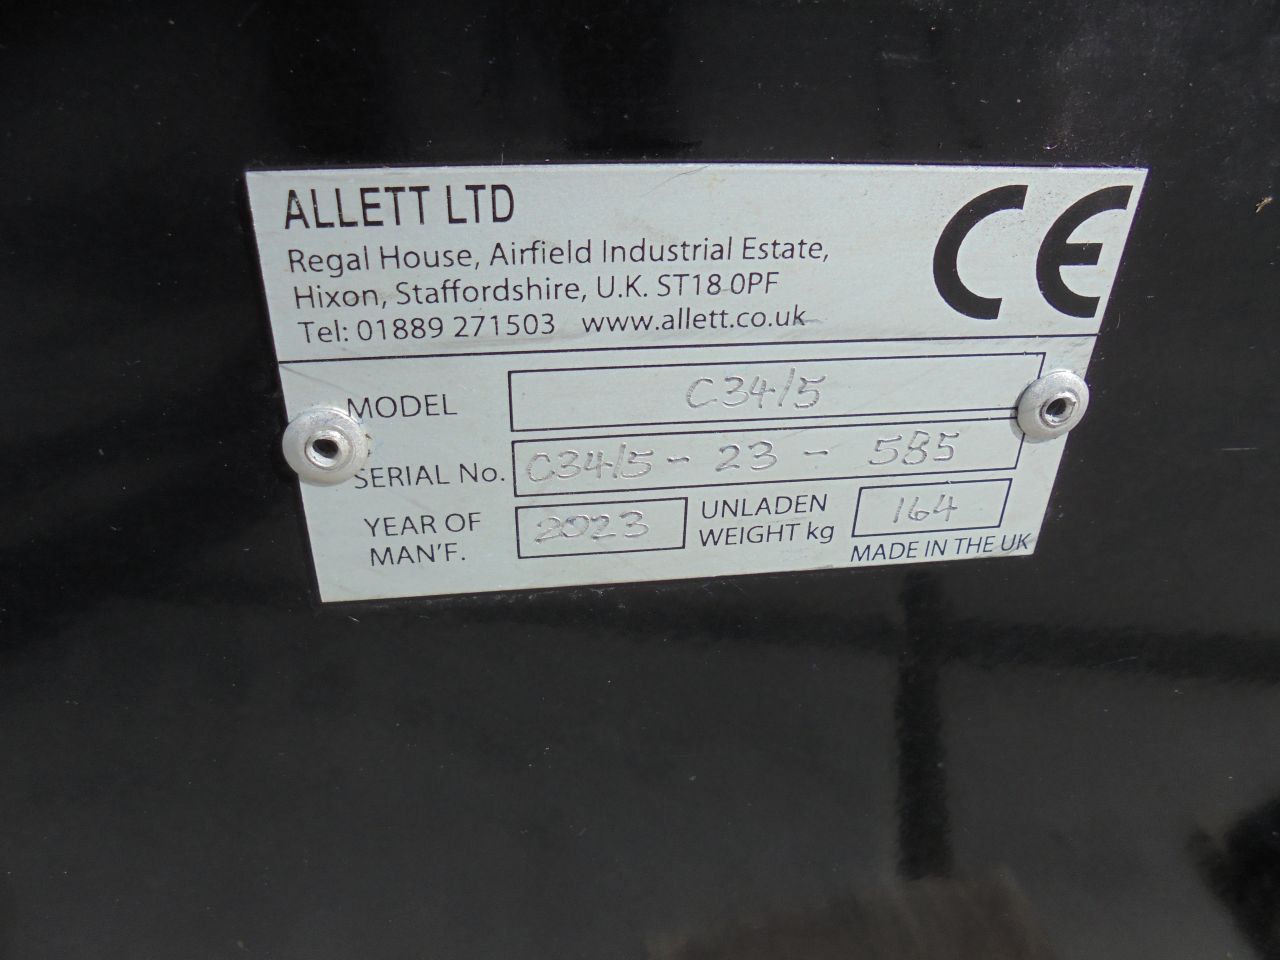 ALLETT LTD
CE
Regal House, Airfield Industrial Estate,
Hixon, Staffordshire, U.K. ST18 0PF
Tel: 01889 271503 www.allett.co.uk
MODEL C34/5
SERIAL No. C34/5 - 23 - 585
YEAR OF MAN'F. 2023
UNLADEN WEIGHT kg 164
MADE IN THE UK